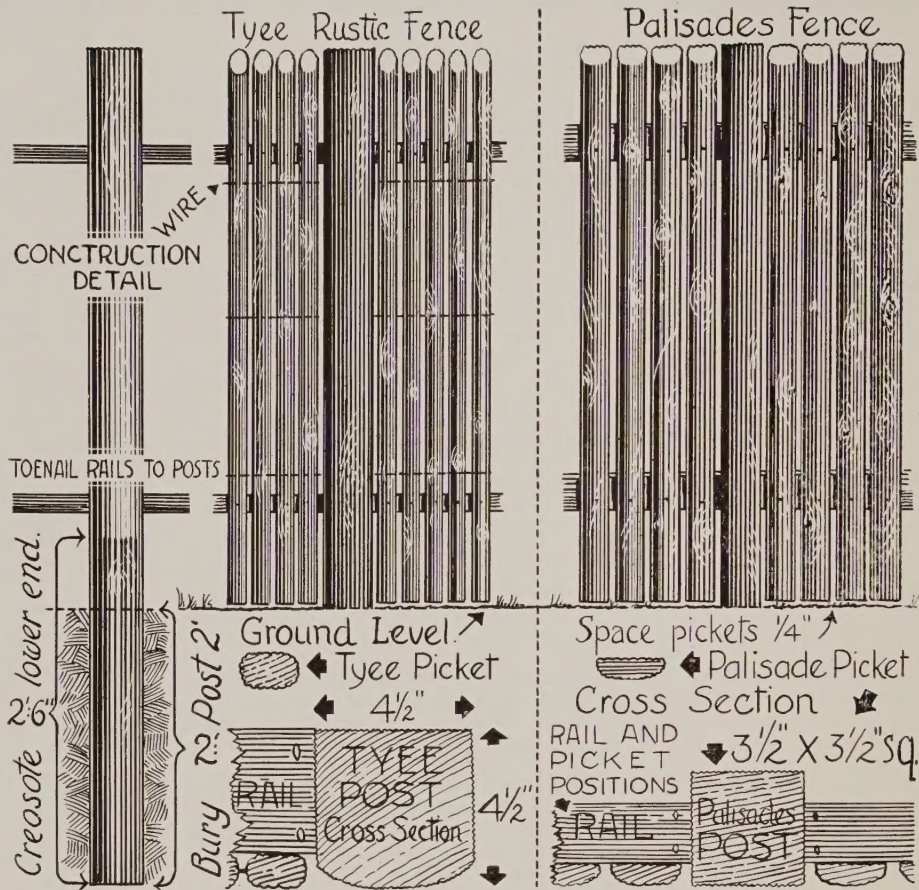 Tyee Rustic Fence
Palisades Fence
WIRE
CONCTRUCTION
DETAIL
TOENAIL RAILS TO POSTS
Creosote lower end.
2'6"
Bury Post 2'
Ground Level
Tyee Picket
4½"
4½"
RAIL
TYEE
POST
Cross Section
Space pickets ¼"
Palisade Picket
Cross Section
RAIL AND
PICKET
POSITIONS
3½" X 3½" Sq.
RAIL
Palisades
POST